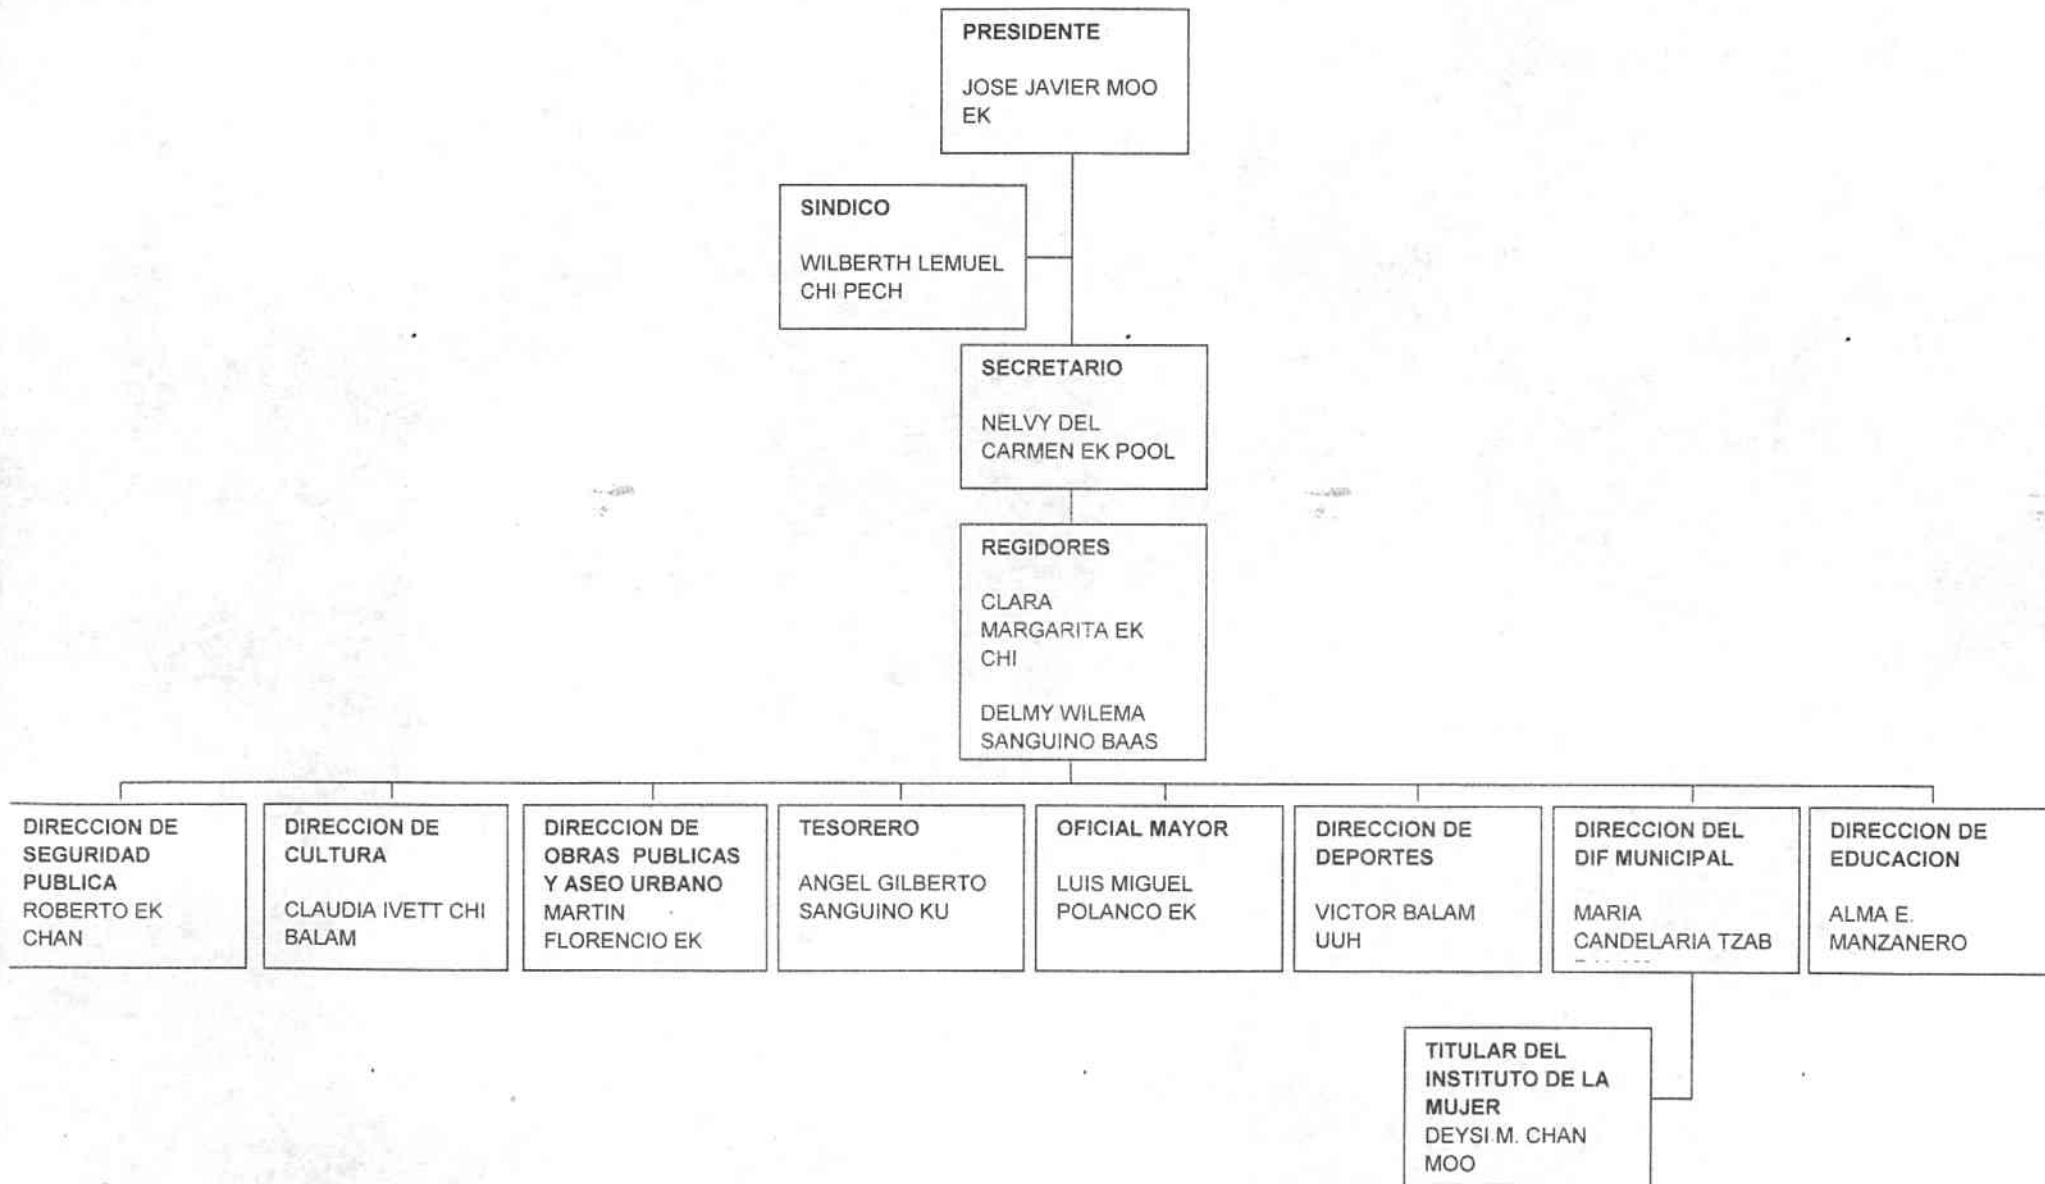 PRESIDENTE
JOSE JAVIER MOO
EK
SINDICO
WILBERTH LEMUEL
CHI PECH
SECRETARIO
NELVY DEL
CARMEN EK POOL
REGIDORES
CLARA
MARGARITA EK
CHI
DELMY WILEMA
SANGUINO BAAS
DIRECCION DE
SEGURIDAD
PUBLICA
ROBERTO EK
CHAN
DIRECCION DE
CULTURA
CLAUDIA IVETT CHI
BALAM
DIRECCION DE
OBRAS PUBLICAS
Y ASEO URBANO
MARTIN
FLORENCIO EK
TESORERO
ANGEL GILBERTO
SANGUINO KU
OFICIAL MAYOR
LUIS MIGUEL
POLANCO EK
DIRECCION DE
DEPORTES
VICTOR BALAM
UUH
DIRECCION DEL
DIF MUNICIPAL
MARIA
CANDELARIA TZAB
DIRECCION DE
EDUCACION
ALMA E.
MANZANERO
TITULAR DEL
INSTITUTO DE LA
MUJER
DEYSI M. CHAN
MOO